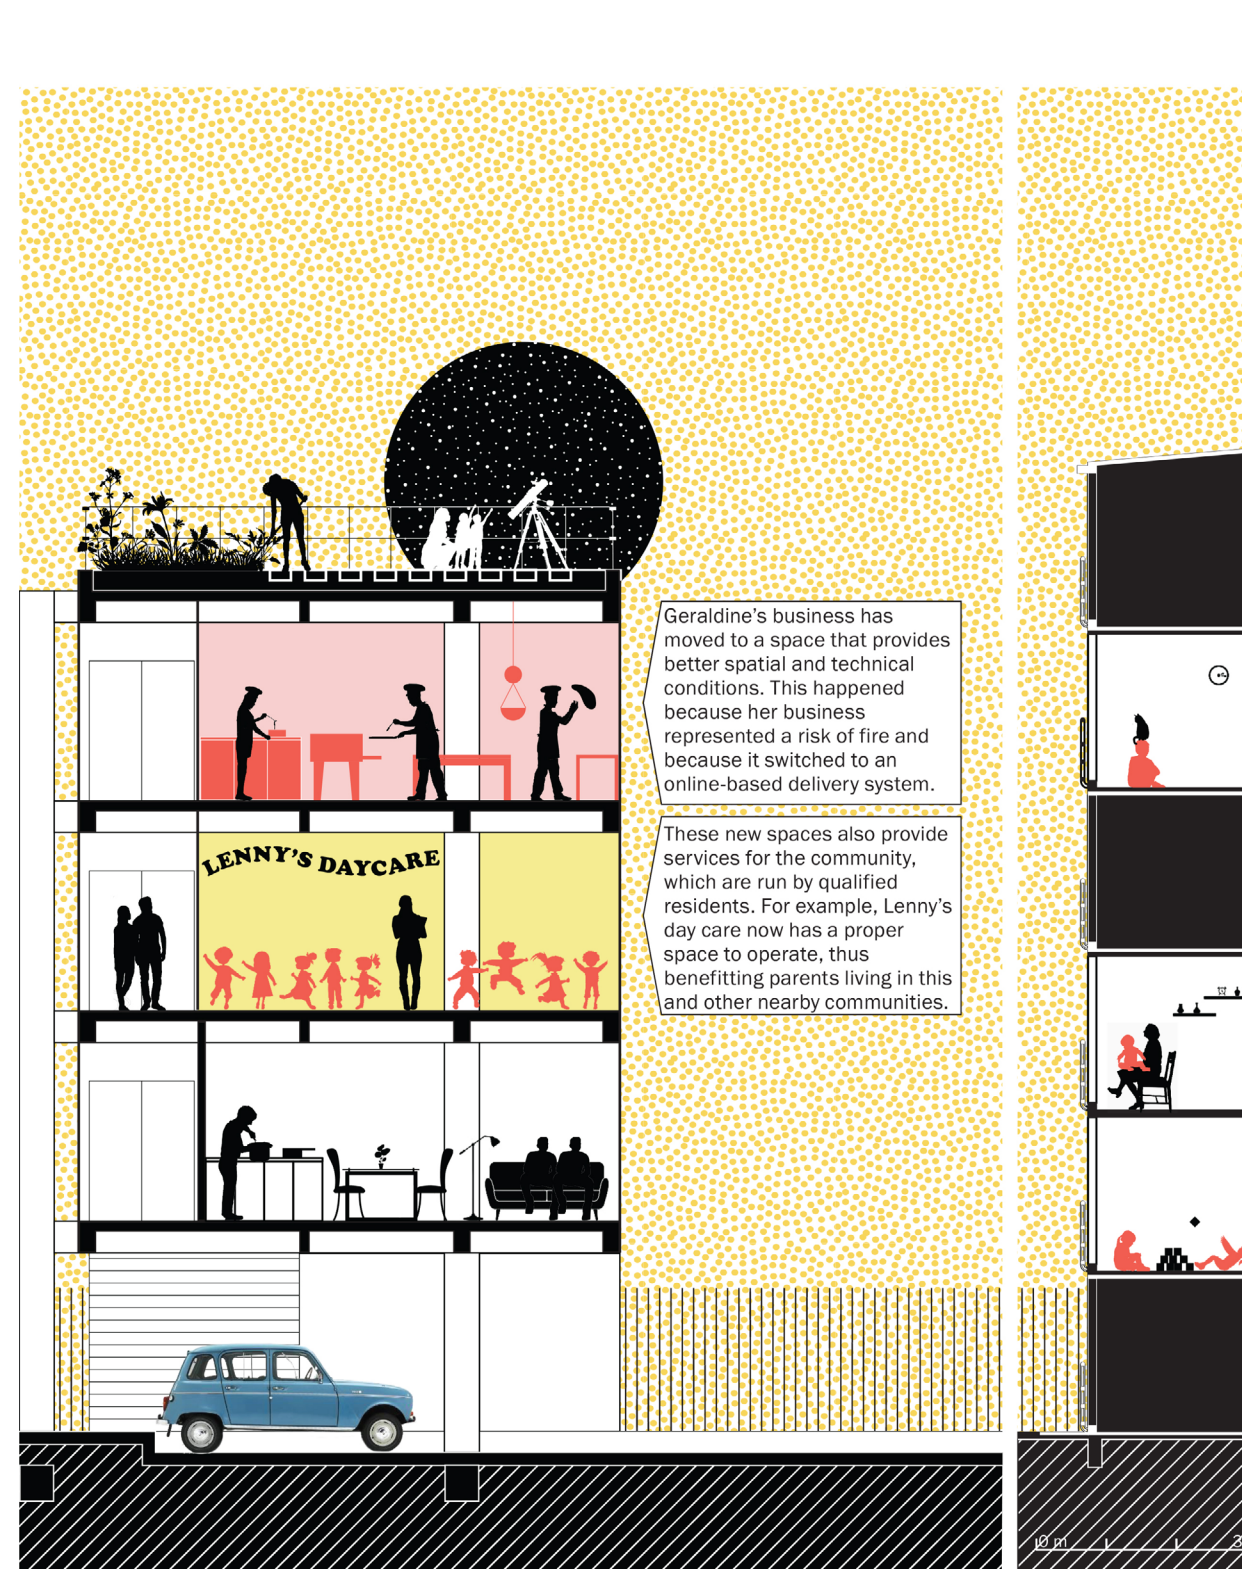 Geraldine’s business has
moved to a space that provides
better spatial and technical
conditions. This happened
because her business
represented a risk of fire and
because it switched to an
online-based delivery system.
These new spaces also provide
services for the community,
which are run by qualified
residents. For example, Lenny’s
day care now has a proper
space to operate, thus
benefitting parents living in this
and other nearby communities.
LENNY’S DAYCARE
0 m
3